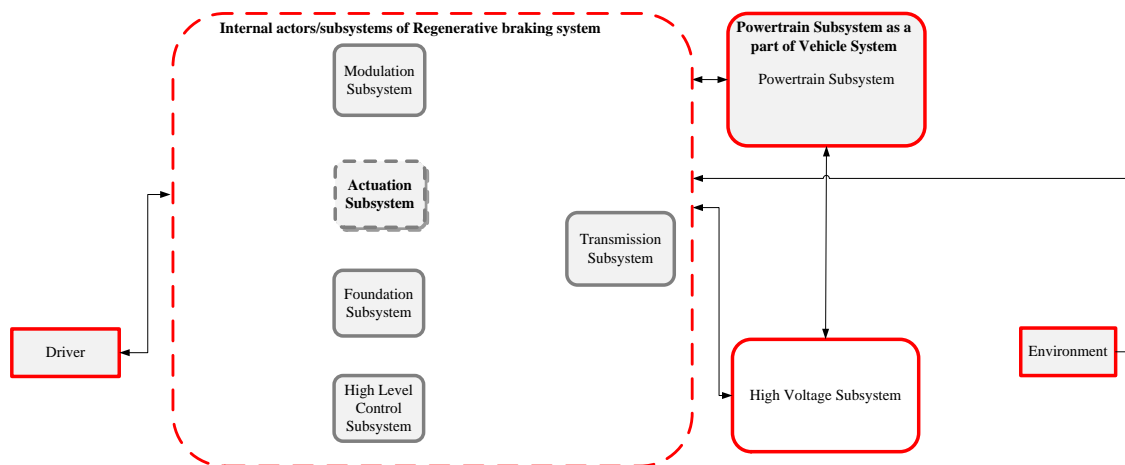 Internal actors/subsystems of Regenerative braking system
Modulation
Subsystem
Actuation
Subsystem
Transmission
Subsystem
Foundation
Subsystem
High Level
Control
Subsystem
Driver
Powertrain Subsystem as a
part of Vehicle System
Powertrain Subsystem
High Voltage Subsystem
Environment